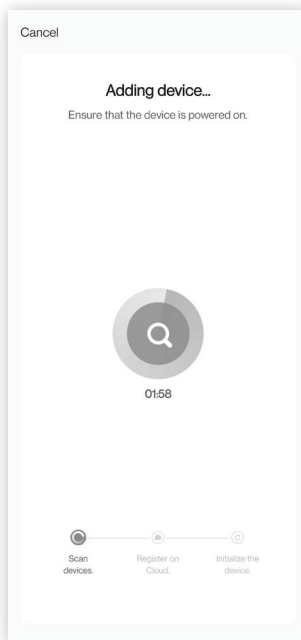 Cancel
Adding device...
Ensure that the device is powered on.
01:58
Scan
devices.
Register on
Cloud.
Initialize the
device.